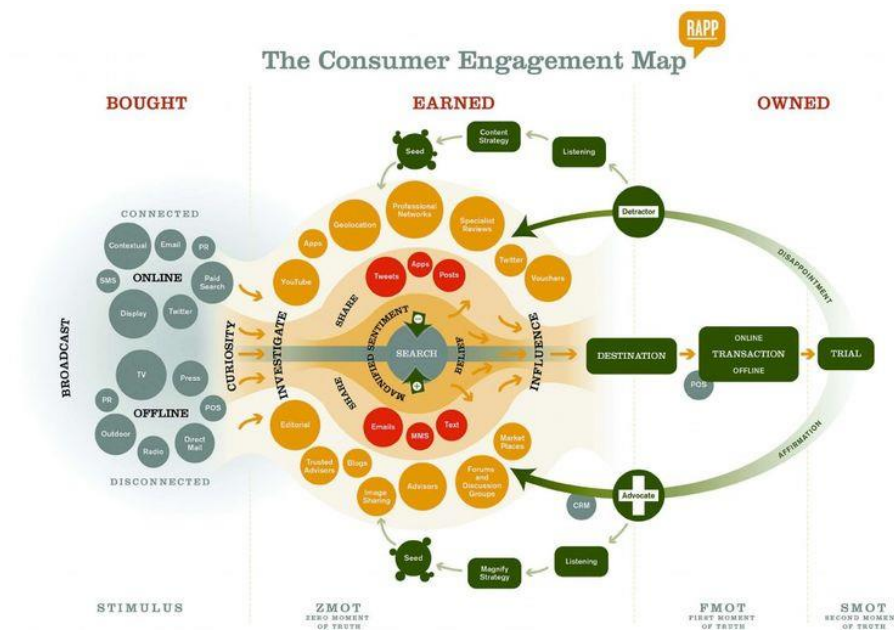 RAPP
The Consumer Engagement Map
BOUGHT
EARNED
OWNED
CONNECTED
Contextual
Email
PR
SMS
ONLINE
Paid
Search
Display
Twitter
BROADCAST
TV
Press
PR
OFFLINE
POS
Outdoor
Radio
Direct
Mail
DISCONNECTED
CURIOSITY
INVESTIGATE
Seed
Content
Strategy
Listening
Detractor
Professional
Networks
Geolocation
Specialist
Reviews
Apps
Twitter
YouTube
Vouchers
Tweets
Apps
Posts
SHARE
MAGNIFIED SENTIMENT
SEARCH
BELIEF
INFLUENCE
SHARE
Emails
MMS
Text
Editorial
Market
Places
Trusted
Advisors
Blogs
Image
Sharing
Advisors
Forums
and
Discussion
Groups
DESTINATION
ONLINE
TRANSACTION
OFFLINE
POS
TRIAL
DISAPPOINTMENT
AFFIRMATION
Advocate
CRM
Seed
Magnify
Strategy
Listening
STIMULUS
ZMOT
ZERO MOMENT
OF TRUTH
FMOT
FIRST MOMENT
OF TRUTH
SMOT
SECOND MOMENT
OF TRUTH